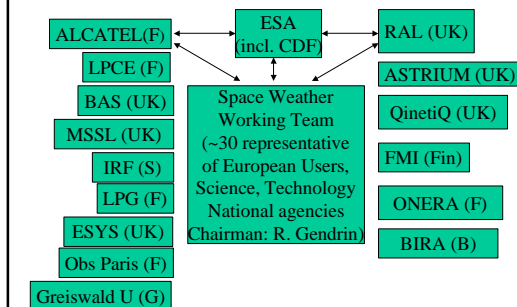 ALCATEL(F)
LPCE (F)
BAS (UK)
MSSL (UK)
IRF (S)
LPG (F)
ESYS (UK)
Obs Paris (F)
Greiswald U (G)
ESA
(incl. CDF)
Space Weather
Working Team
(~30 representative
of European Users,
Science, Technology
National agencies
Chairman: R. Gendrin)
RAL (UK)
ASTRIUM (UK)
QinetiQ (UK)
FMI (Fin)
ONERA (F)
BIRA (B)